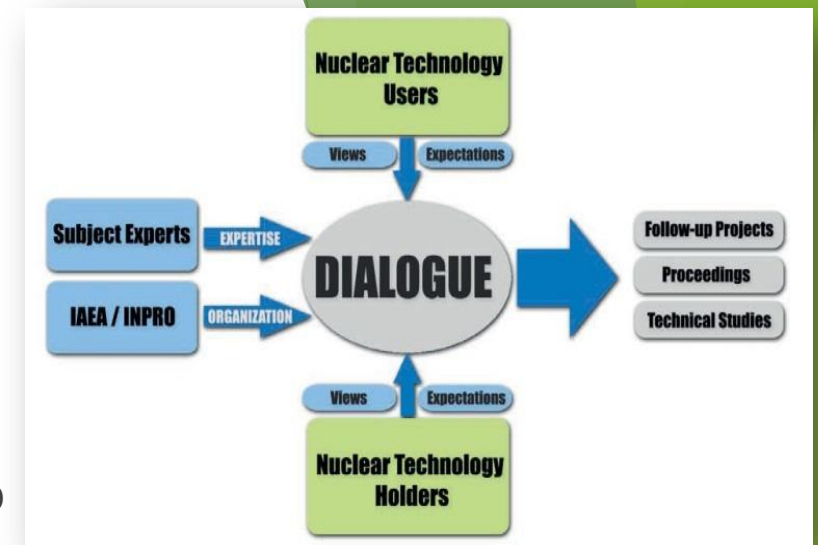 Nuclear Technology
Users
Views
Expectations
Subject Experts
EXPERTISE
IAEA / INPRO
ORGANIZATION
DIALOGUE
Follow-up Projects
Proceedings
Technical Studies
Views
Expectations
Nuclear Technology
Holders